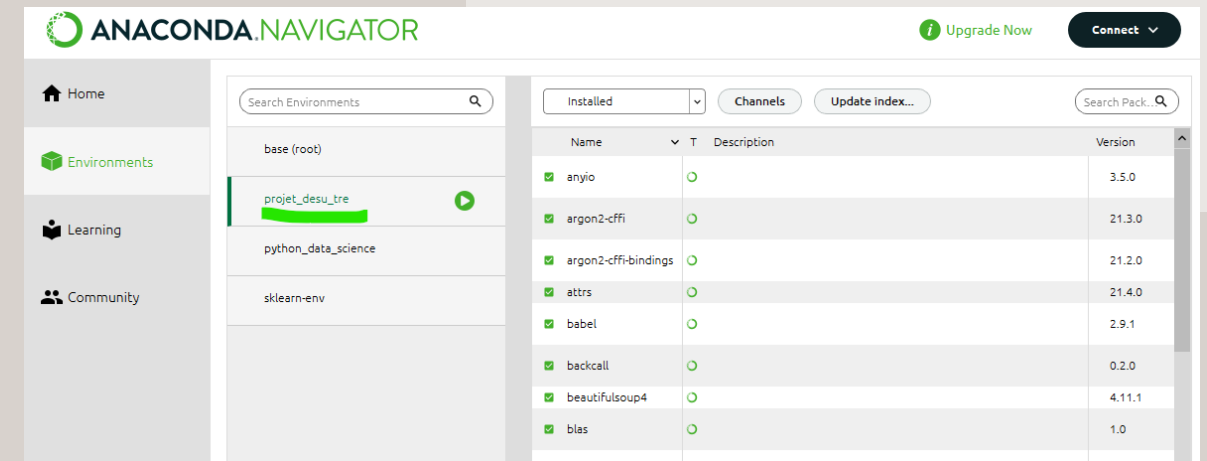 ANACONDA.NAVIGATOR
i Upgrade Now
Connect
Home
Environments
Learning
Community
Search Environments
base (root)
projet_desu_tre
python_data_science
sklearn-env
Installed
Channels
Update index...
Search Pack...
Name T Description Version
anyio 3.5.0
argon2-cffi 21.3.0
argon2-cffi-bindings 21.2.0
attrs 21.4.0
babel 2.9.1
backcall 0.2.0
beautifulsoup4 4.11.1
blas 1.0